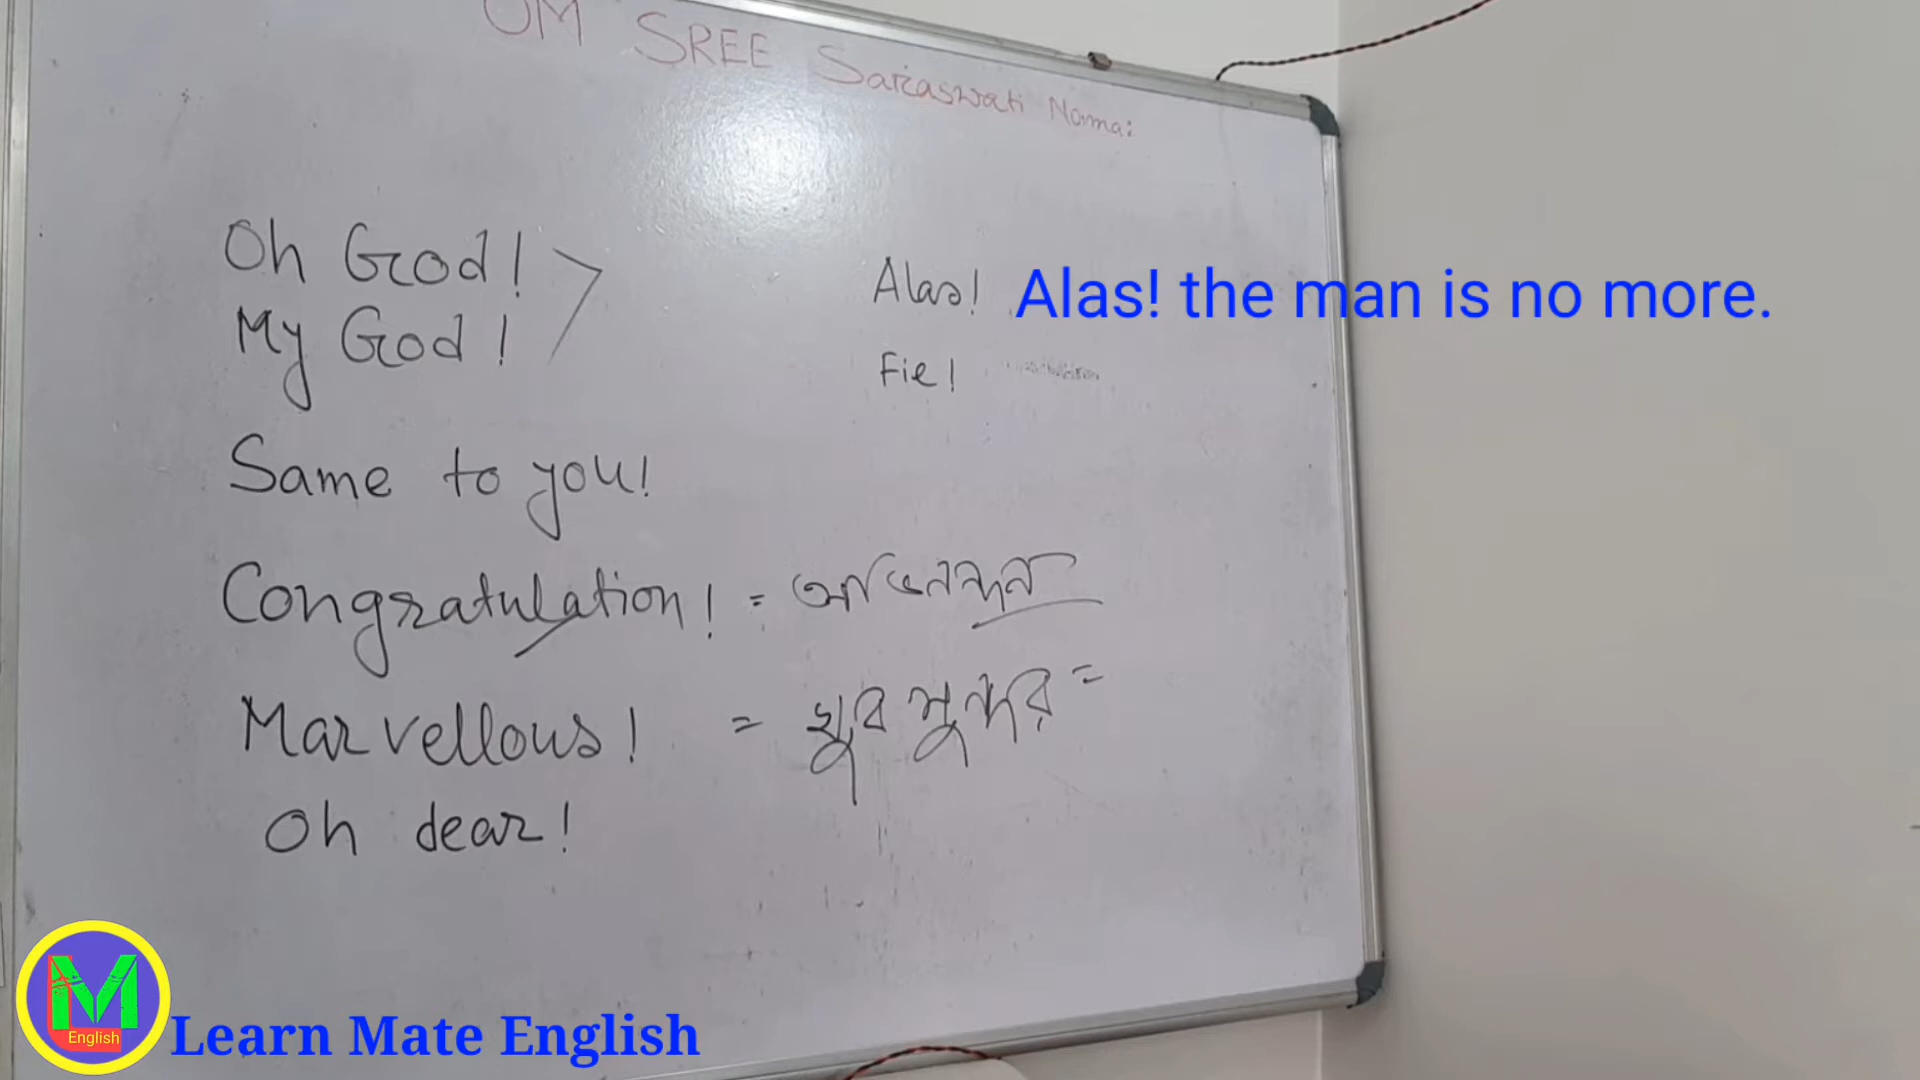 OM SREE Saraswati Nama:
Oh God!
My God!
Alas! Alas! the man is no more.
Fie!
Same to you!
Congratulation! = অভিনন্দন
Marvellous! = খুব সুন্দর =
Oh dear!
English
Learn Mate English